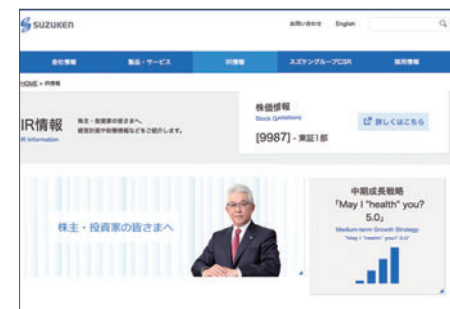 SUZUKEN
お問い合わせ English
会社情報 製品・サービス IR情報 スズケングループCSR 採用情報
HOME » IR情報
IR情報
IR Information
株主・投資家の皆さまへ、
経営計画や財務情報などをご紹介します。
株価情報
Stock Quotations
[9987] - 東証1部
詳しくはこちら
株主・投資家の皆さまへ
中期成長戦略
「May I "health" you?
5.0」
Medium-term Growth Strategy
"May I "health" you? 5.0"